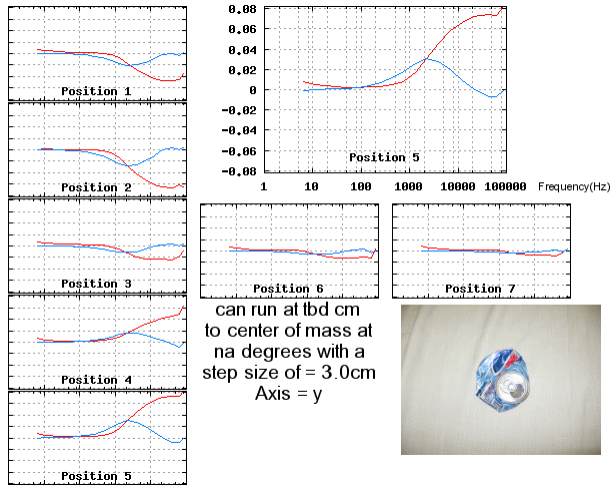 Position 1
Position 2
Position 3
Position 4
Position 5
0.08
0.06
0.04
0.02
0
-0.02
-0.04
-0.06
-0.08
Position 5
1 10 100 1000 10000 100000 Frequency(Hz)
Position 6
Position 7
can run at tbd cm
to center of mass at
na degrees with a
step size of = 3.0cm
Axis = y